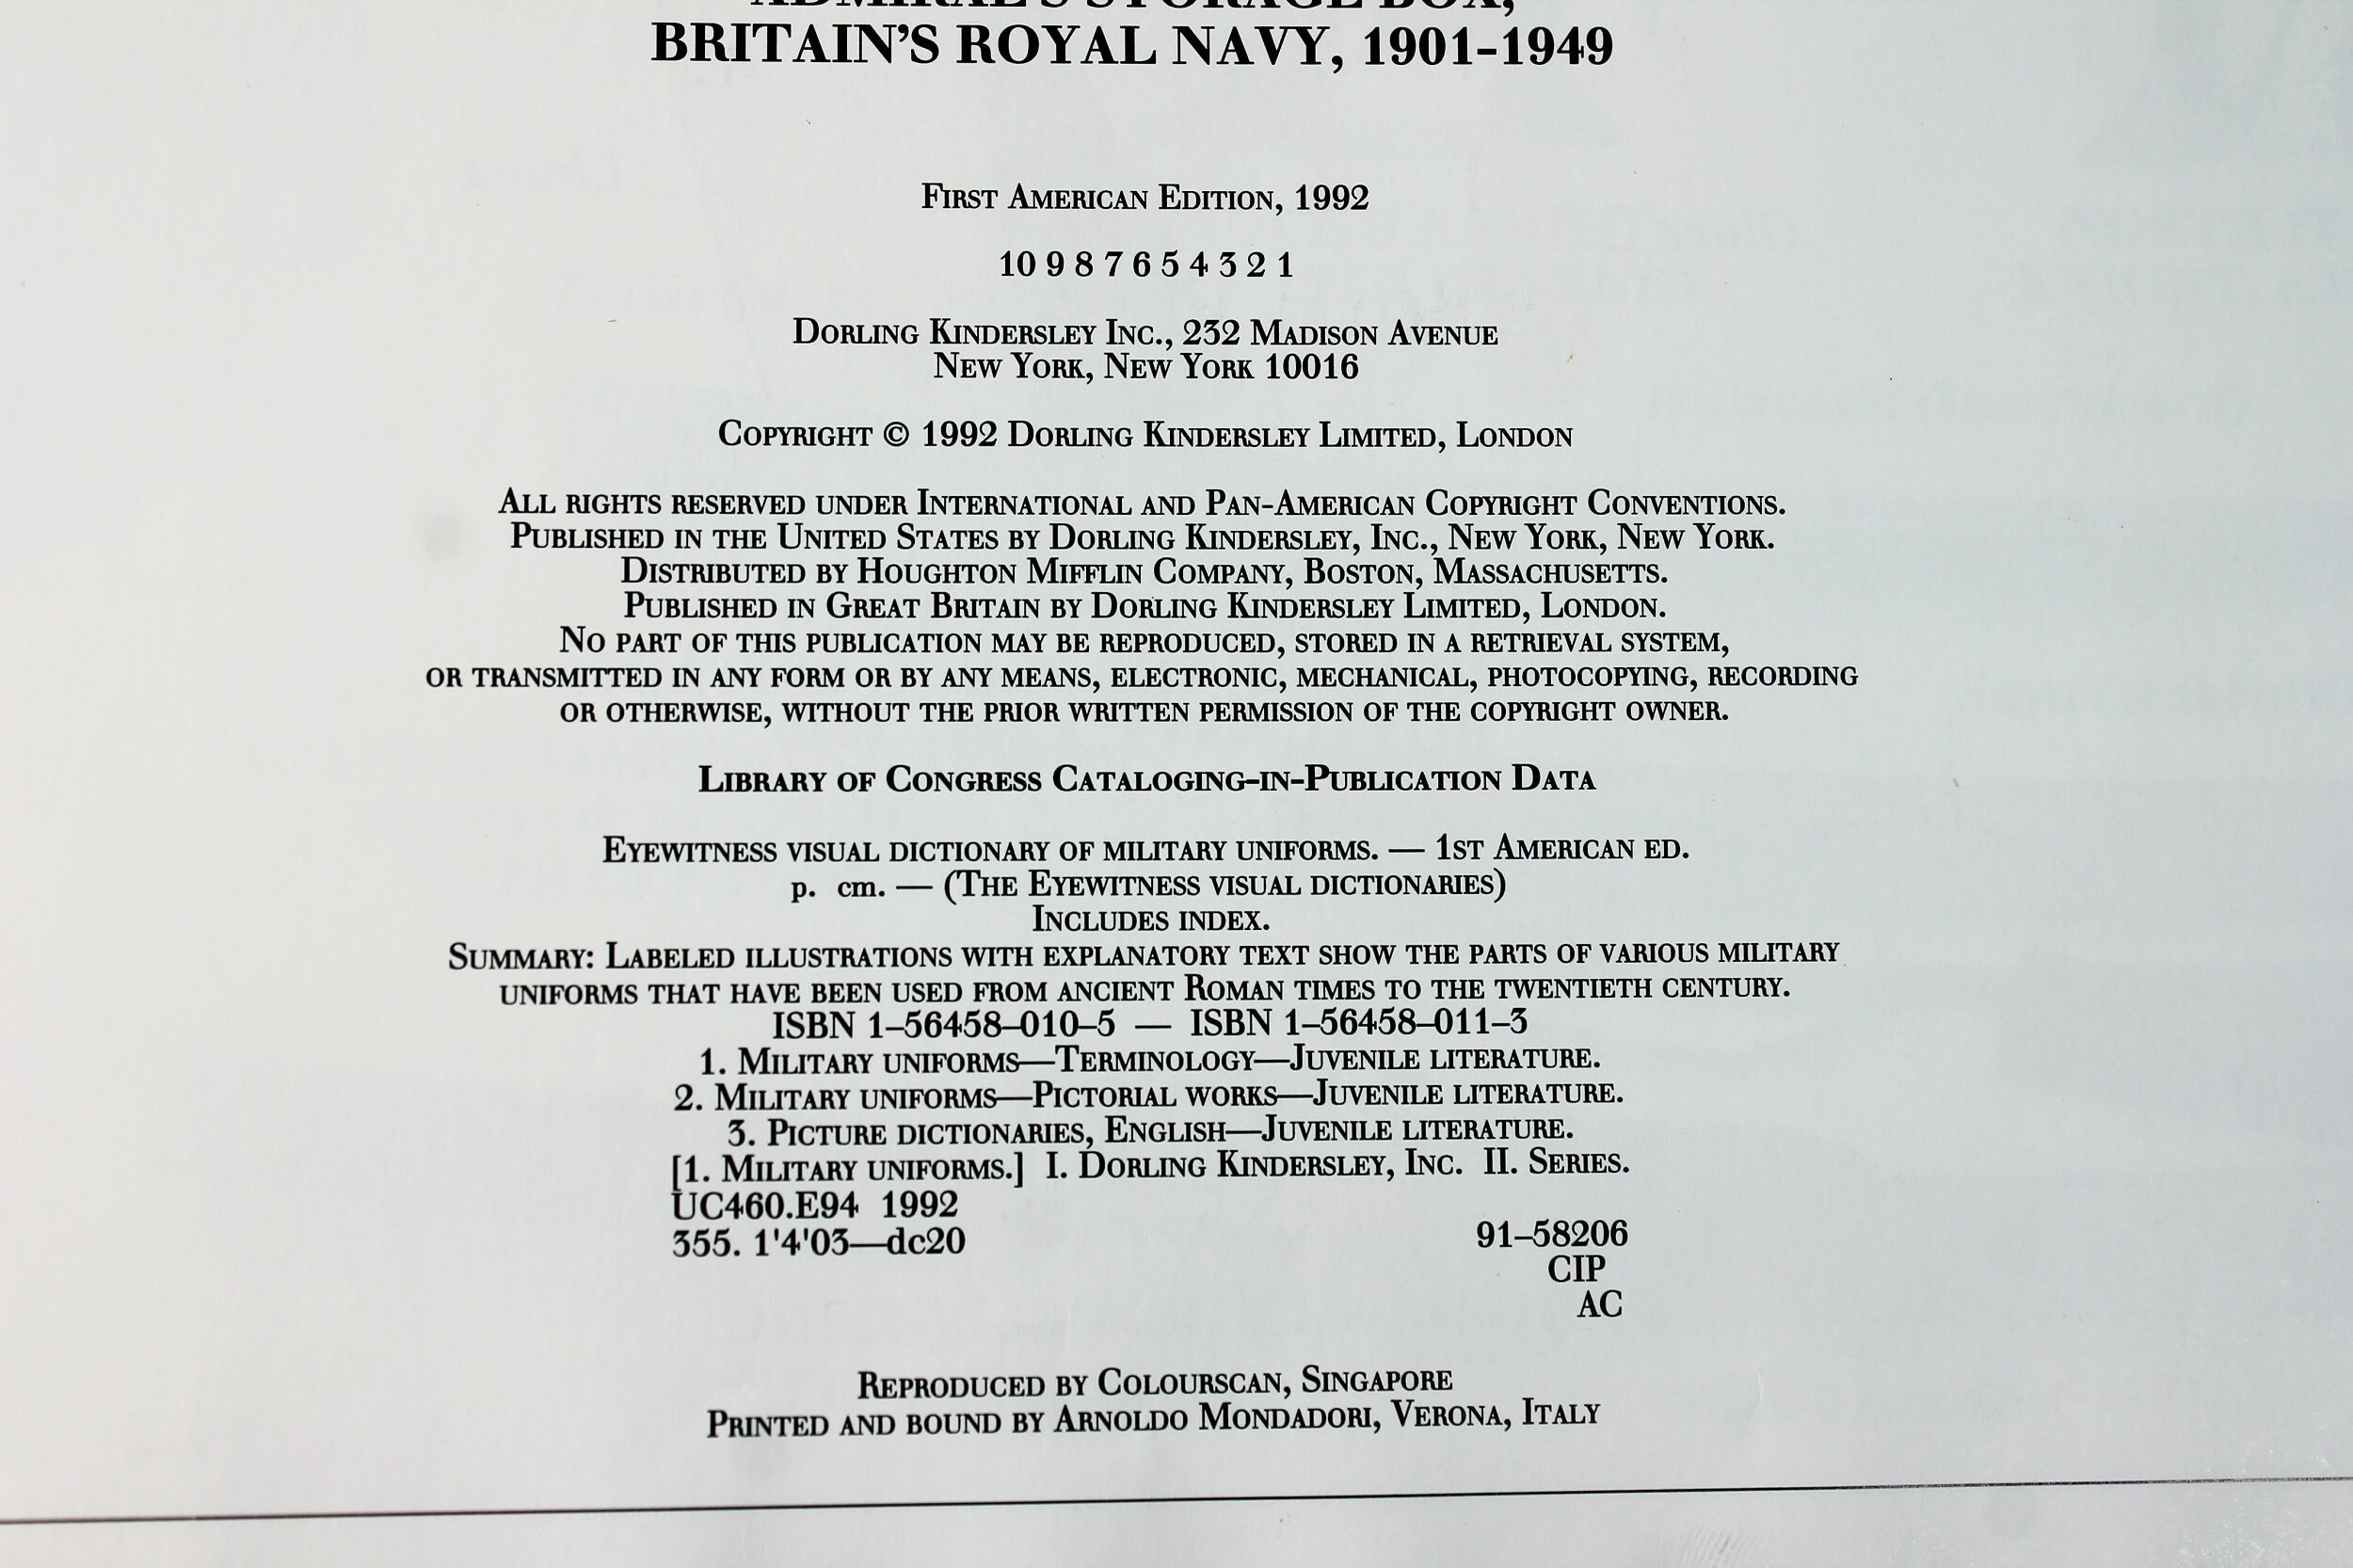 ADMIRAL'S STORAGE BOX,
BRITAIN'S ROYAL NAVY, 1901-1949
FIRST AMERICAN EDITION, 1992
10 9 8 7 6 5 4 3 2 1
DORLING KINDERSLEY INC., 232 MADISON AVENUE
NEW YORK, NEW YORK 10016
COPYRIGHT © 1992 DORLING KINDERSLEY LIMITED, LONDON
ALL RIGHTS RESERVED UNDER INTERNATIONAL AND PAN-AMERICAN COPYRIGHT CONVENTIONS.
PUBLISHED IN THE UNITED STATES BY DORLING KINDERSLEY, INC., NEW YORK, NEW YORK.
DISTRIBUTED BY HOUGHTON MIFFLIN COMPANY, BOSTON, MASSACHUSETTS.
PUBLISHED IN GREAT BRITAIN BY DORLING KINDERSLEY LIMITED, LONDON.
NO PART OF THIS PUBLICATION MAY BE REPRODUCED, STORED IN A RETRIEVAL SYSTEM,
OR TRANSMITTED IN ANY FORM OR BY ANY MEANS, ELECTRONIC, MECHANICAL, PHOTOCOPYING, RECORDING
OR OTHERWISE, WITHOUT THE PRIOR WRITTEN PERMISSION OF THE COPYRIGHT OWNER.
LIBRARY OF CONGRESS CATALOGING-IN-PUBLICATION DATA
EYEWITNESS VISUAL DICTIONARY OF MILITARY UNIFORMS. — 1ST AMERICAN ED.
p. cm. — (THE EYEWITNESS VISUAL DICTIONARIES)
INCLUDES INDEX.
SUMMARY: LABELED ILLUSTRATIONS WITH EXPLANATORY TEXT SHOW THE PARTS OF VARIOUS MILITARY
UNIFORMS THAT HAVE BEEN USED FROM ANCIENT ROMAN TIMES TO THE TWENTIETH CENTURY.
ISBN 1–56458–010–5 — ISBN 1–56458–011–3
1. MILITARY UNIFORMS—TERMINOLOGY—JUVENILE LITERATURE.
2. MILITARY UNIFORMS—PICTORIAL WORKS—JUVENILE LITERATURE.
3. PICTURE DICTIONARIES, ENGLISH—JUVENILE LITERATURE.
[1. MILITARY UNIFORMS.] I. DORLING KINDERSLEY, INC. II. SERIES.
UC460.E94 1992
355. 1'4'03—dc20 91–58206
CIP
AC
REPRODUCED BY COLOURSCAN, SINGAPORE
PRINTED AND BOUND BY ARNOLDO MONDADORI, VERONA, ITALY